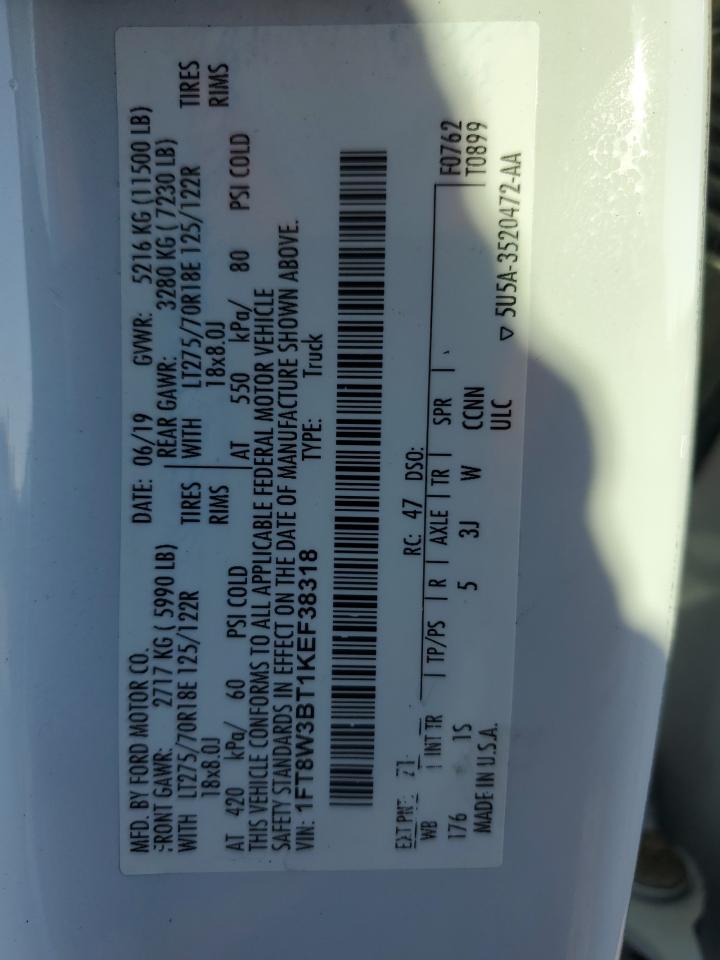 MFD. BY FORD MOTOR CO. DATE: 06/19 GVWR: 5216 KG (11500 LB)
FRONT GAWR: 2717 KG ( 5990 LB) REAR GAWR: 3280 KG ( 7230 LB)
WITH LT275/70R18E 125/122R TIRES WITH LT275/70R18E 125/122R TIRES
18x8.0J RIMS 18x8.0J RIMS
AT 420 kPa/ 60 PSI COLD AT 550 kPa/ 80 PSI COLD
THIS VEHICLE CONFORMS TO ALL APPLICABLE FEDERAL MOTOR VEHICLE
SAFETY STANDARDS IN EFFECT ON THE DATE OF MANUFACTURE SHOWN ABOVE.
VIN: 1FT8W3BT1KEF38318 TYPE: Truck
EXT PNT: Z1 RC: 47 DSO: F0762
WB INT TR TP/PS R AXLE TR SPR T0899
176 1S 5 3J W CCNN
MADE IN U.S.A. ULC
▽ 5U5A-3520472-AA